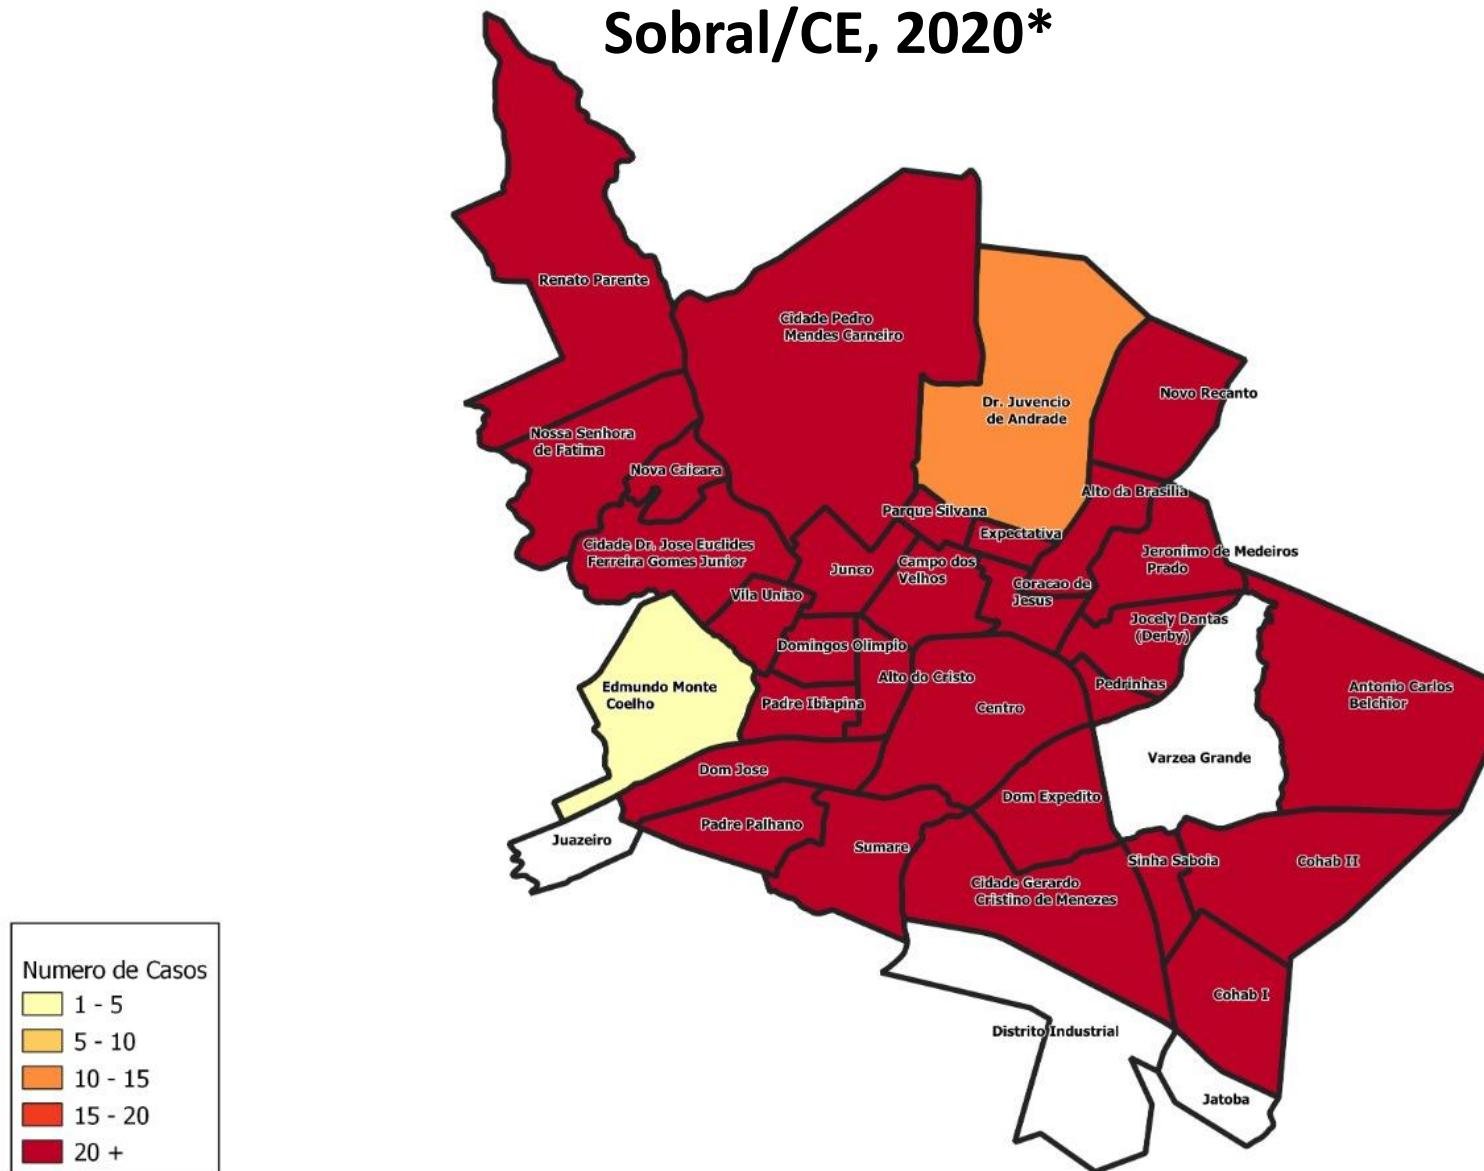 Sobral/CE, 2020*
Renato Parente
Cidade Pedro
Mendes Carneiro
Dr. Juvencio
de Andrade
Novo Recanto
Nossa Senhora
de Fatima
Nova Caicara
Alto da Brasilia
Parque Silvana
Expectativa
Cidade Dr. Jose Euclides
Ferreira Gomes Junior
Junco
Campo dos
Velhos
Jeronimo de Medeiros
Prado
Coracao de
Jesus
Vila Uniao
Jocely Dantas
(Derby)
Domingos Olimpio
Alto do Cristo
Pedrinhas
Edmundo Monte
Coelho
Padre Ibiapina
Centro
Antonio Carlos
Belchior
Varzea Grande
Dom Jose
Dom Expedito
Padre Palhano
Juazeiro
Sumare
Sinha Saboia
Cohab II
Cidade Gerardo
Cristino de Menezes
Cohab I
Distrito Industrial
Jatoba
Numero de Casos
1 - 5
5 - 10
10 - 15
15 - 20
20 +